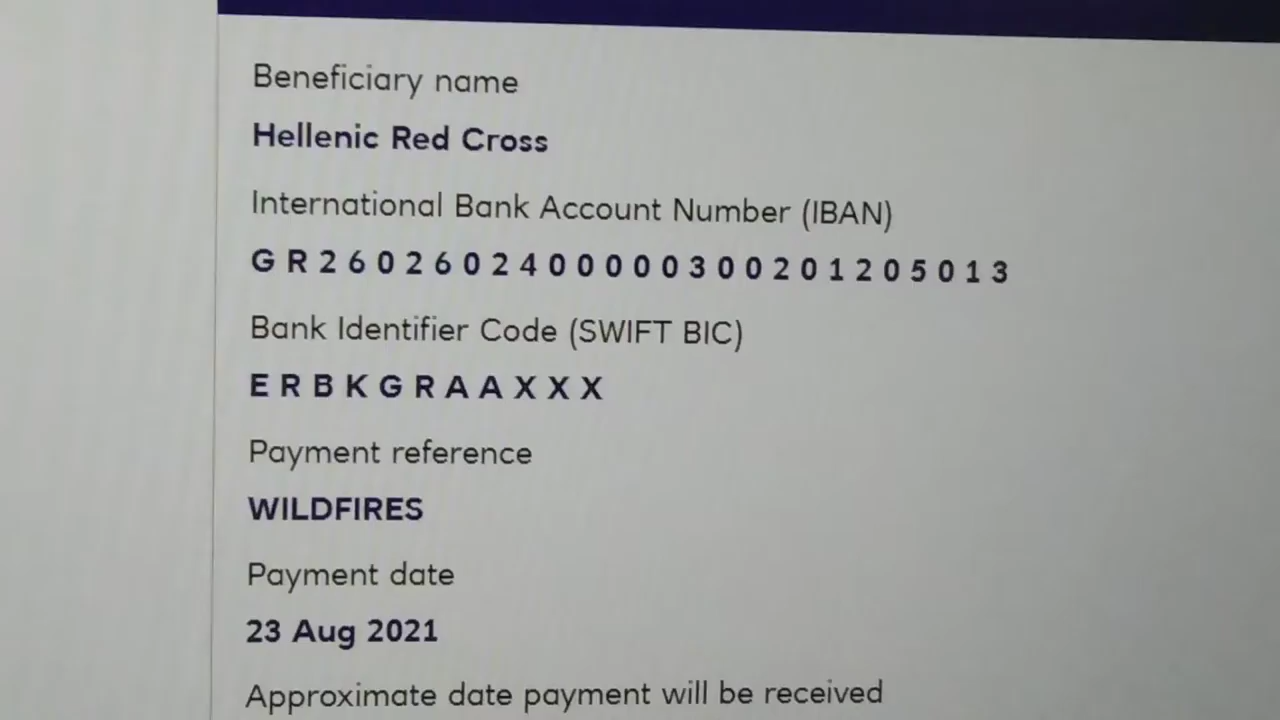 Beneficiary name
Hellenic Red Cross
International Bank Account Number (IBAN)
G R 2 6 0 2 6 0 2 4 0 0 0 0 0 3 0 0 2 0 1 2 0 5 0 1 3
Bank Identifier Code (SWIFT BIC)
E R B K G R A A X X X
Payment reference
WILDFIRES
Payment date
23 Aug 2021
Approximate date payment will be received